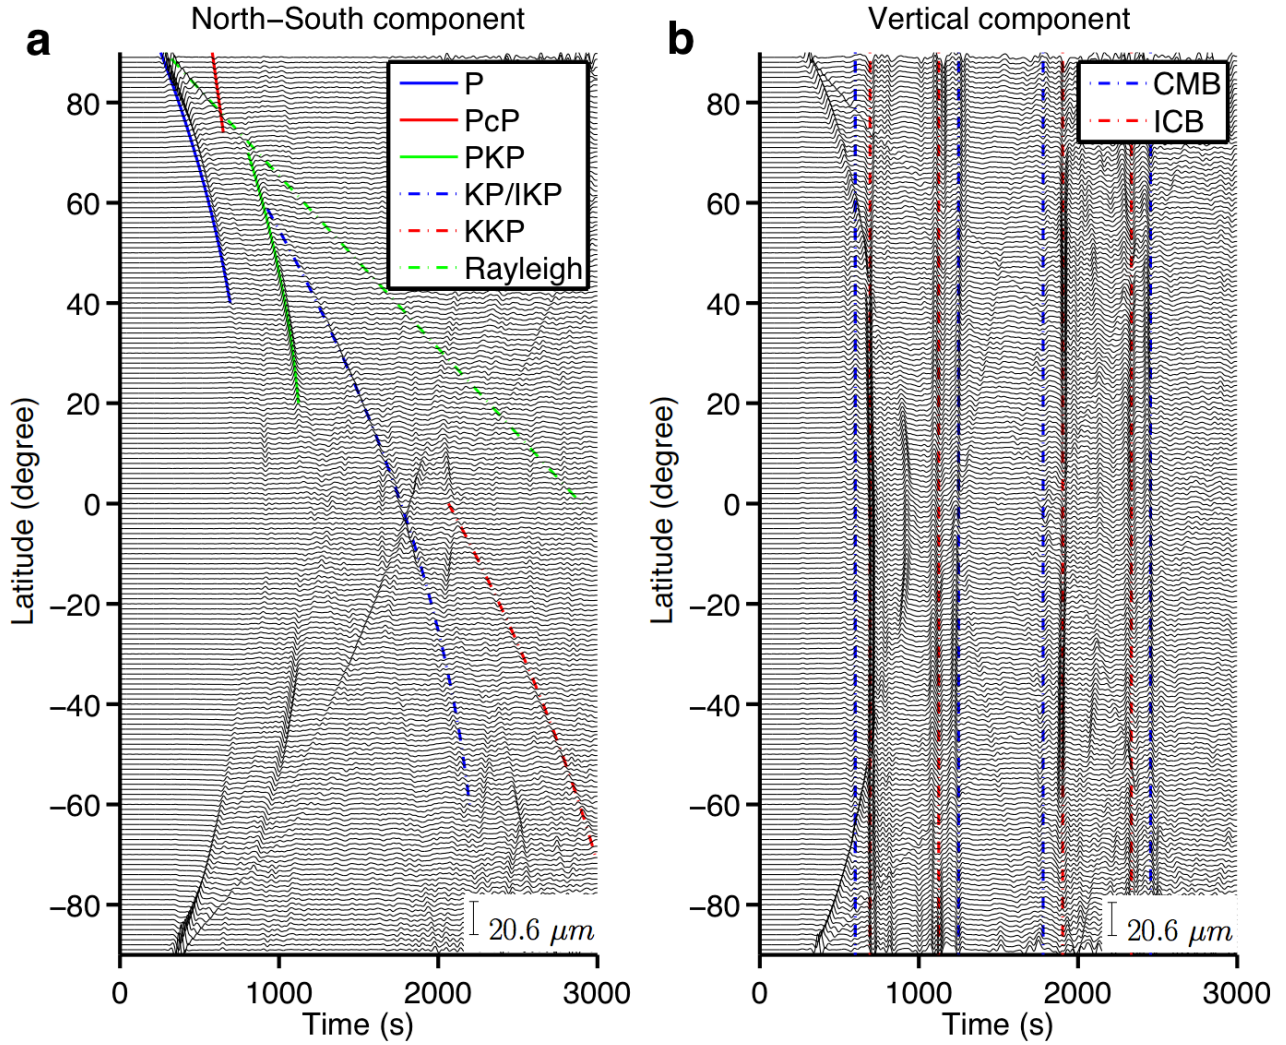 a
North−South component
P
PcP
PKP
KP/IKP
KKP
Rayleigh
80
60
40
20
0
−20
−40
−60
−80
Latitude (degree)
20.6 μm
0
1000
2000
3000
Time (s)
b
Vertical component
CMB
ICB
80
60
40
20
0
−20
−40
−60
−80
Latitude (degree)
20.6 μm
0
1000
2000
3000
Time (s)